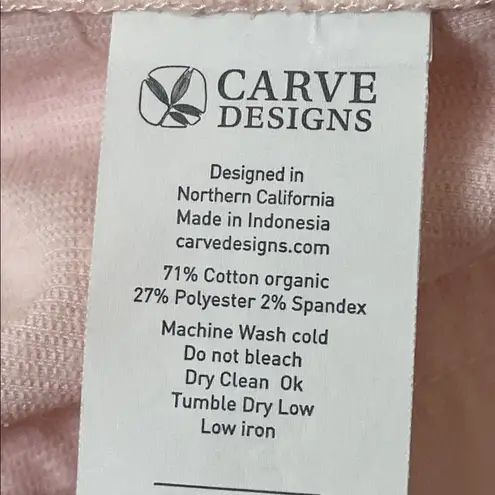 CARVE
DESIGNS
Designed in
Northern California
Made in Indonesia
carvedesigns.com
71% Cotton organic
27% Polyester 2% Spandex
Machine Wash cold
Do not bleach
Dry Clean Ok
Tumble Dry Low
Low iron